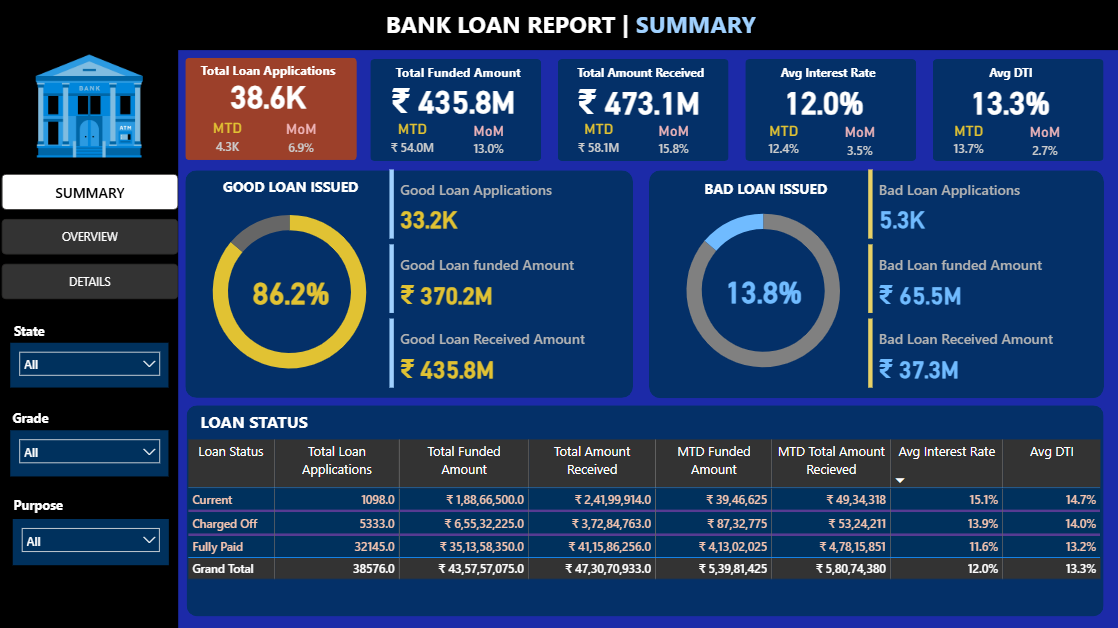 BANK LOAN REPORT | SUMMARY
BANK
ATM
SUMMARY
OVERVIEW
DETAILS
State
All
Grade
All
Purpose
All
Total Loan Applications
38.6K
MTD MoM
4.3K 6.9%
Total Funded Amount
₹ 435.8M
MTD MoM
₹ 54.0M 13.0%
Total Amount Received
₹ 473.1M
MTD MoM
₹ 58.1M 15.8%
Avg Interest Rate
12.0%
MTD MoM
12.4% 3.5%
Avg DTI
13.3%
MTD MoM
13.7% 2.7%
GOOD LOAN ISSUED
86.2%
Good Loan Applications
33.2K
Good Loan funded Amount
₹ 370.2M
Good Loan Received Amount
₹ 435.8M
BAD LOAN ISSUED
13.8%
Bad Loan Applications
5.3K
Bad Loan funded Amount
₹ 65.5M
Bad Loan Received Amount
₹ 37.3M
LOAN STATUS
Loan Status Total Loan Applications Total Funded Amount Total Amount Received MTD Funded Amount MTD Total Amount Recieved Avg Interest Rate Avg DTI
Current 1098.0 ₹ 1,88,66,500.0 ₹ 2,41,99,914.0 ₹ 39,46,625 ₹ 49,34,318 15.1% 14.7%
Charged Off 5333.0 ₹ 6,55,32,225.0 ₹ 3,72,84,763.0 ₹ 87,32,775 ₹ 53,24,211 13.9% 14.0%
Fully Paid 32145.0 ₹ 35,13,58,350.0 ₹ 41,15,86,256.0 ₹ 4,13,02,025 ₹ 4,78,15,851 11.6% 13.2%
Grand Total 38576.0 ₹ 43,57,57,075.0 ₹ 47,30,70,933.0 ₹ 5,39,81,425 ₹ 5,80,74,380 12.0% 13.3%